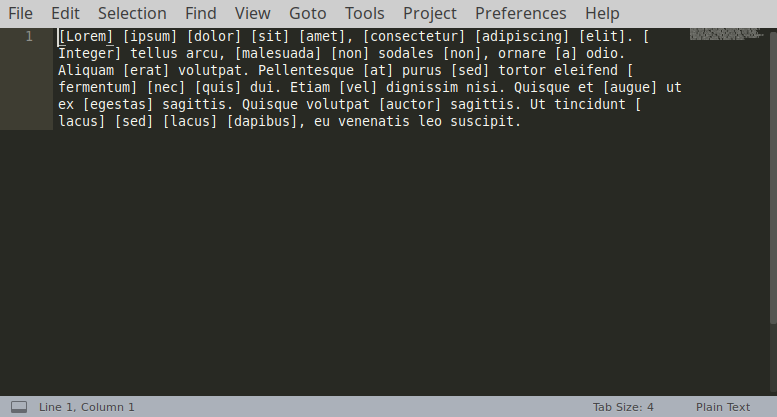 File Edit Selection Find View Goto Tools Project Preferences Help
1 [Lorem] [ipsum] [dolor] [sit] [amet], [consectetur] [adipiscing] [elit]. [
Integer] tellus arcu, [malesuada] [non] sodales [non], ornare [a] odio.
Aliquam [erat] volutpat. Pellentesque [at] purus [sed] tortor eleifend [
fermentum] [nec] [quis] dui. Etiam [vel] dignissim nisi. Quisque et [augue] ut
ex [egestas] sagittis. Quisque volutpat [auctor] sagittis. Ut tincidunt [
lacus] [sed] [lacus] [dapibus], eu venenatis leo suscipit.
Line 1, Column 1 Tab Size: 4 Plain Text